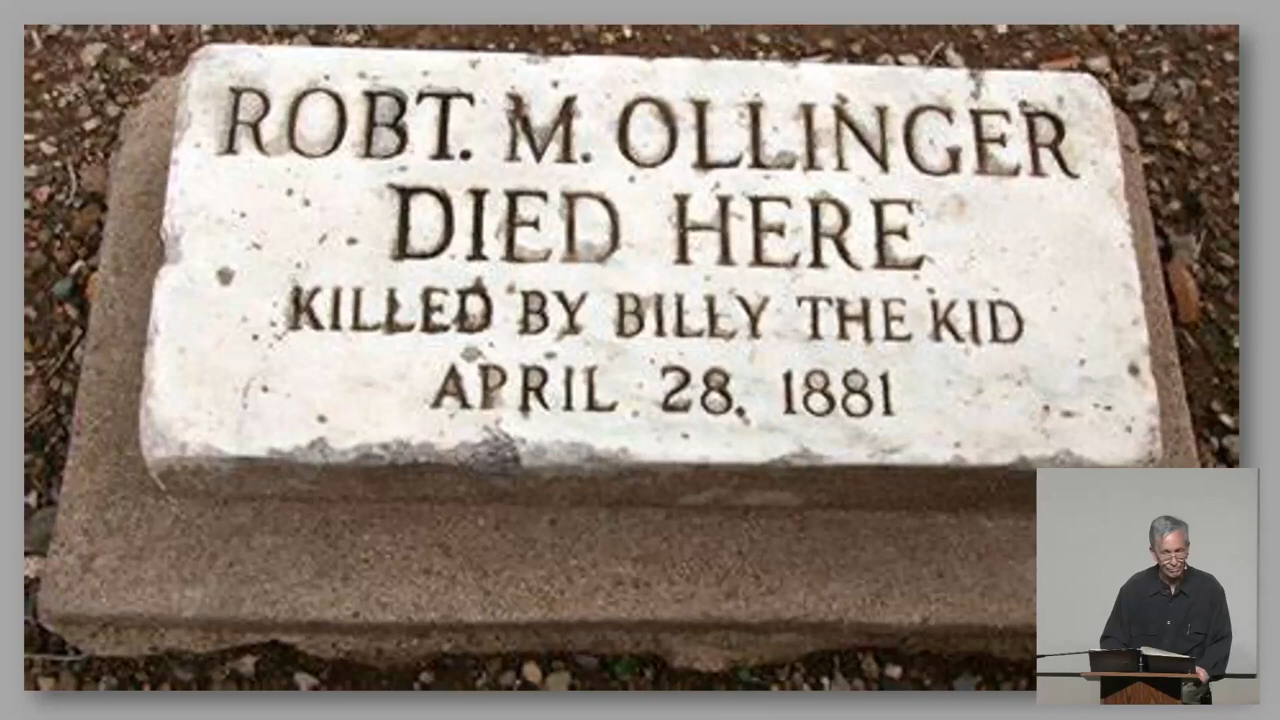 ROBT. M. OLLINGER
DIED HERE
KILLED BY BILLY THE KID
APRIL 28, 1881